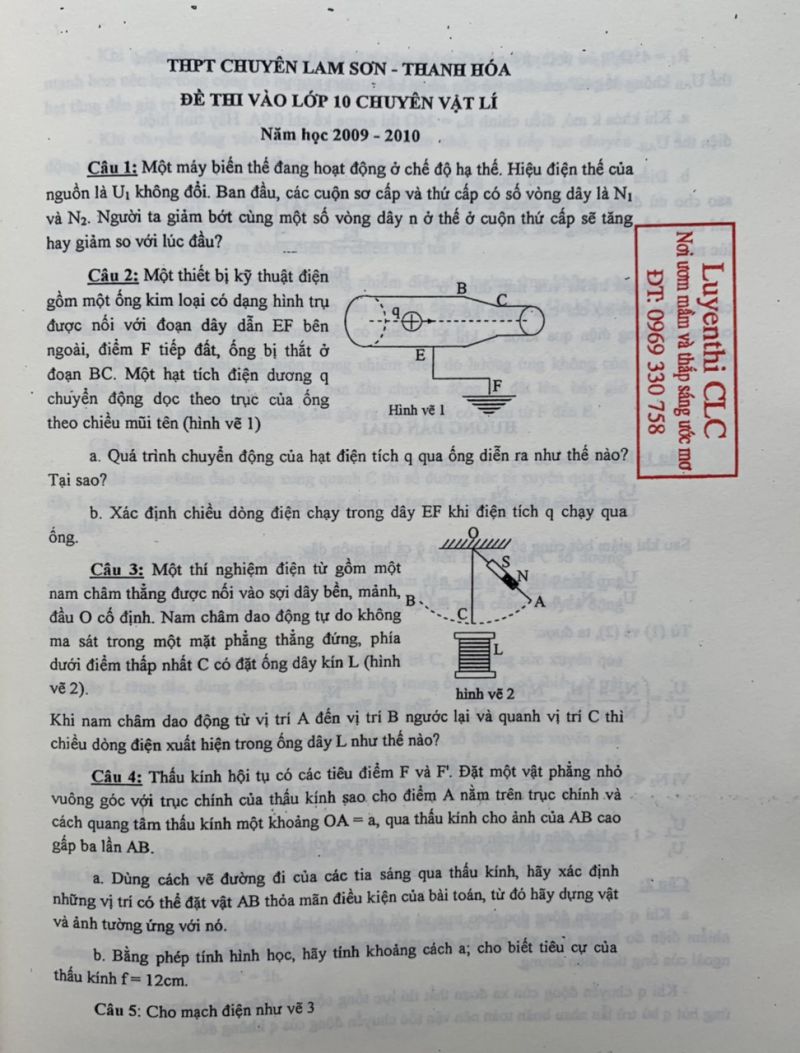 THPT CHUYÊN LAM SƠN - THANH HÓA
ĐỀ THI VÀO LỚP 10 CHUYÊN VẬT LÍ
Năm học 2009 - 2010
Câu 1: Một máy biến thế đang hoạt động ở chế độ hạ thế. Hiệu điện thế của
nguồn là U₁ không đổi. Ban đầu, các cuộn sơ cấp và thứ cấp có số vòng dây là N₁
và N₂. Người ta giảm bớt cùng một số vòng dây n ở thế ở cuộn thứ cấp sẽ tăng
hay giảm so với lúc đầu?
Câu 2: Một thiết bị kỹ thuật điện
gồm một ống kim loại có dạng hình trụ
được nối với đoạn dây dẫn EF bên
ngoài, điểm F tiếp đất, ống bị thắt ở
đoạn BC. Một hạt tích điện dương q
chuyển động dọc theo trục của ống
theo chiều mũi tên (hình vẽ 1)
B
C
q
E
F
Hình vẽ 1
Luyenthi CLC
Nơi ươm mầm và thắp sáng ước mơ
ĐT: 0969 330 758
a. Quá trình chuyển động của hạt điện tích q qua ống diễn ra như thế nào?
Tại sao?
b. Xác định chiều dòng điện chạy trong dây EF khi điện tích q chạy qua
ống.
Câu 3: Một thí nghiệm điện từ gồm một
nam châm thẳng được nối vào sợi dây bền, mảnh,
đầu O cố định. Nam châm dao động tự do không
ma sát trong một mặt phẳng thẳng đứng, phía
dưới điểm thấp nhất C có đặt ống dây kín L (hình
vẽ 2).
O
S
N
B
A
C
L
hình vẽ 2
Khi nam châm dao động từ vị trí A đến vị trí B ngước lại và quanh vị trí C thì
chiều dòng điện xuất hiện trong ống dây L như thế nào?
Câu 4: Thấu kính hội tụ có các tiêu điểm F và F'. Đặt một vật phẳng nhỏ
vuông góc với trục chính của thấu kính sao cho điểm A nằm trên trục chính và
cách quang tâm thấu kính một khoảng OA = a, qua thấu kính cho ảnh của AB cao
gấp ba lần AB.
a. Dùng cách vẽ đường đi của các tia sáng qua thấu kính, hãy xác định
những vị trí có thể đặt vật AB thỏa mãn điều kiện của bài toán, từ đó hãy dựng vật
và ảnh tường ứng với nó.
b. Bằng phép tính hình học, hãy tính khoảng cách a; cho biết tiêu cự của
thấu kính f = 12cm.
Câu 5: Cho mạch điện như vẽ 3